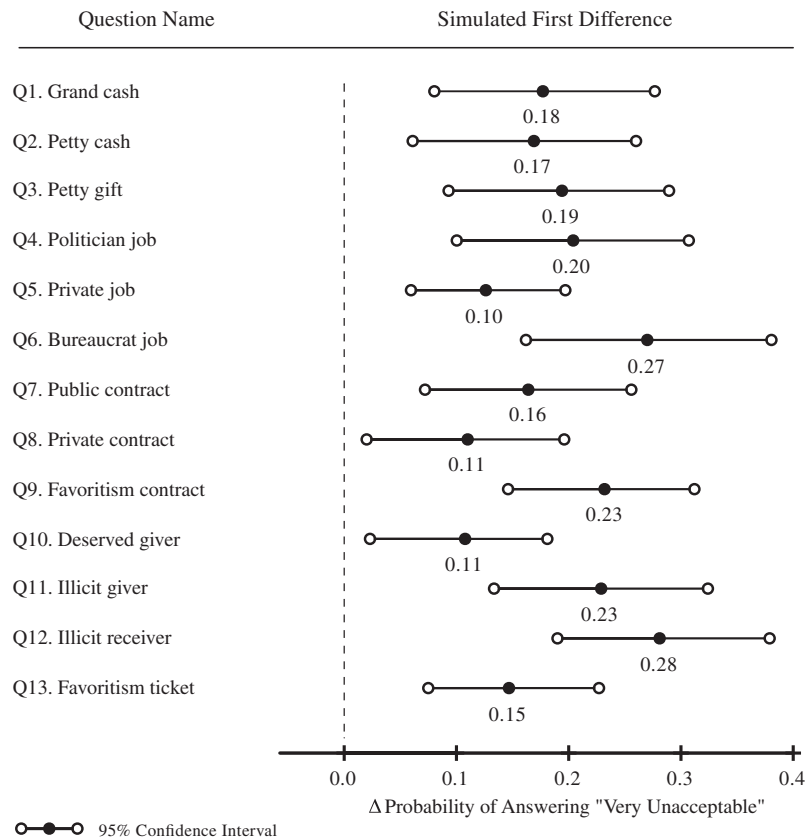 Question Name Simulated First Difference
Q1. Grand cash
0.18
Q2. Petty cash
0.17
Q3. Petty gift
0.19
Q4. Politician job
0.20
Q5. Private job
0.10
Q6. Bureaucrat job
0.27
Q7. Public contract
0.16
Q8. Private contract
0.11
Q9. Favoritism contract
0.23
Q10. Deserved giver
0.11
Q11. Illicit giver
0.23
Q12. Illicit receiver
0.28
Q13. Favoritism ticket
0.15
0.0 0.1 0.2 0.3 0.4
Δ Probability of Answering "Very Unacceptable"
95% Confidence Interval